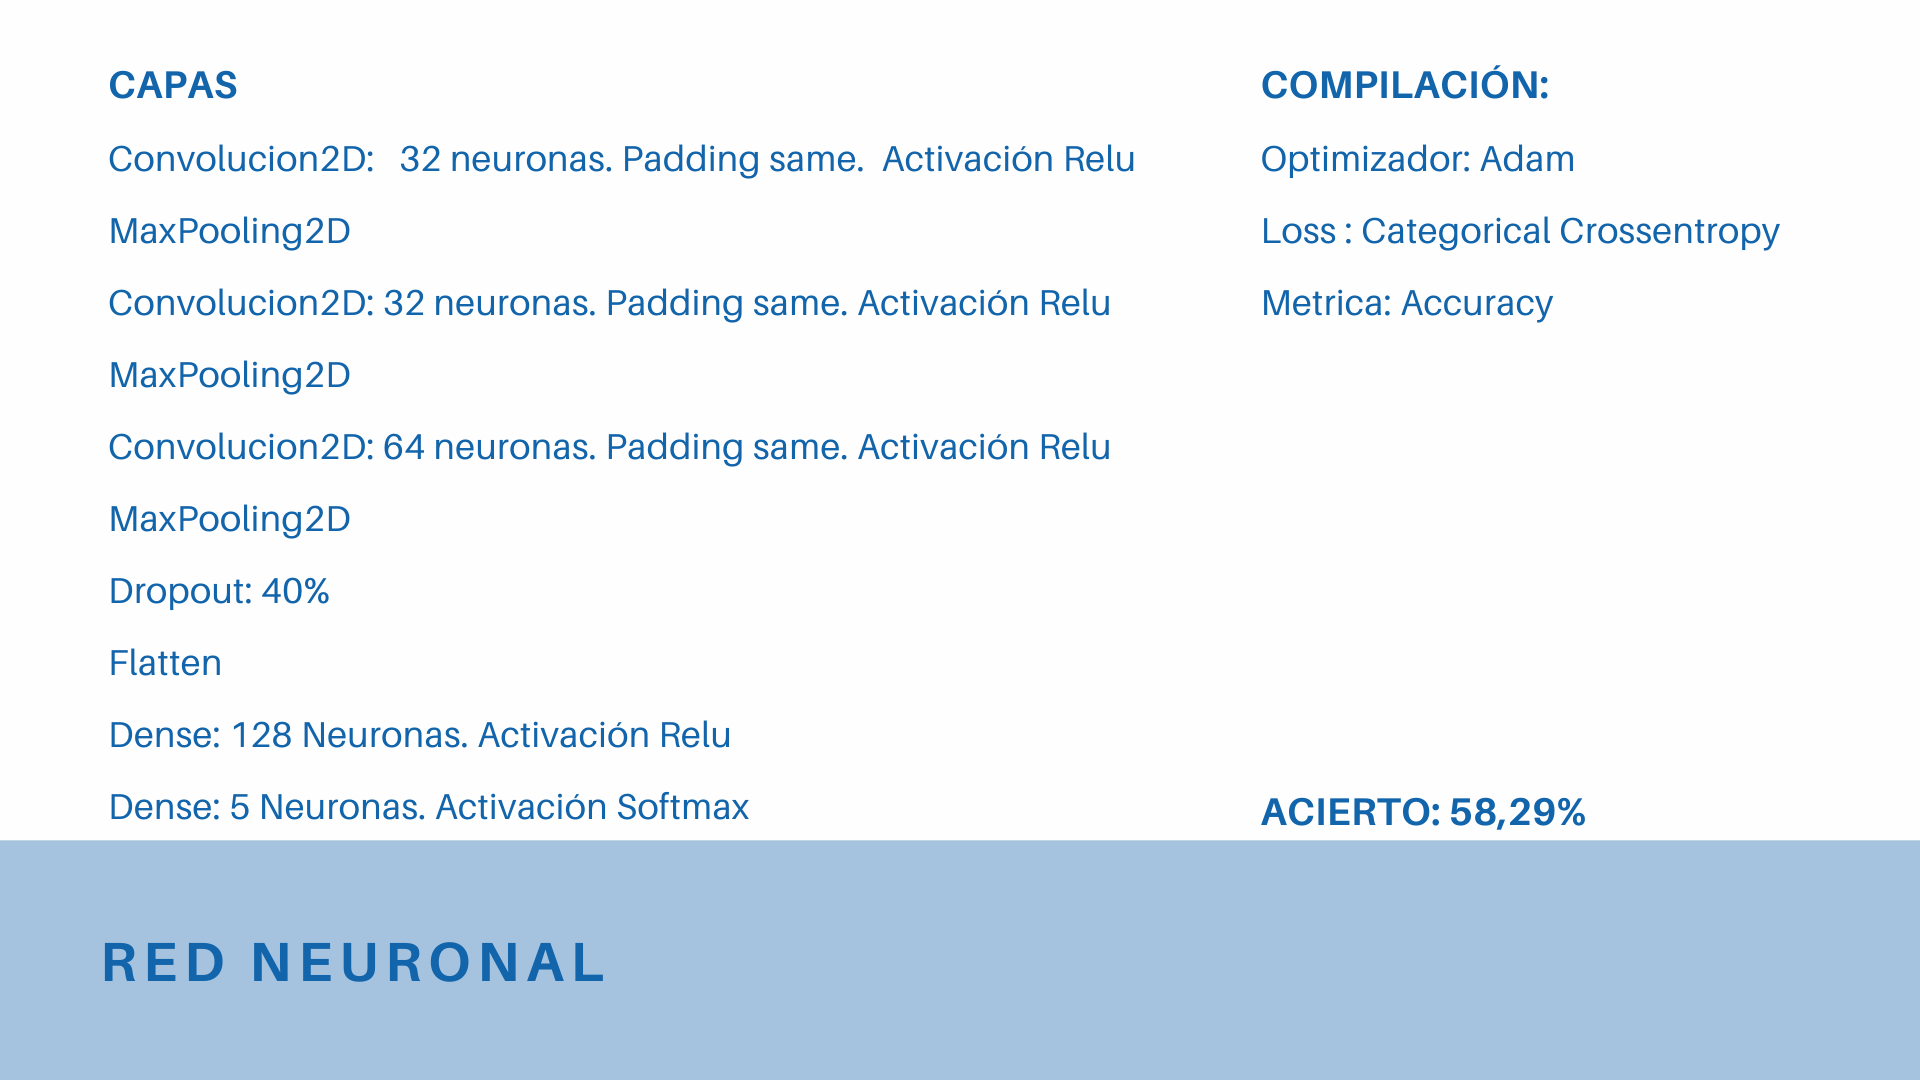 CAPAS
Convolucion2D: 32 neuronas. Padding same. Activación Relu
MaxPooling2D
Convolucion2D: 32 neuronas. Padding same. Activación Relu
MaxPooling2D
Convolucion2D: 64 neuronas. Padding same. Activación Relu
MaxPooling2D
Dropout: 40%
Flatten
Dense: 128 Neuronas. Activación Relu
Dense: 5 Neuronas. Activación Softmax
COMPILACIÓN:
Optimizador: Adam
Loss : Categorical Crossentropy
Metrica: Accuracy
ACIERTO: 58,29%
RED NEURONAL